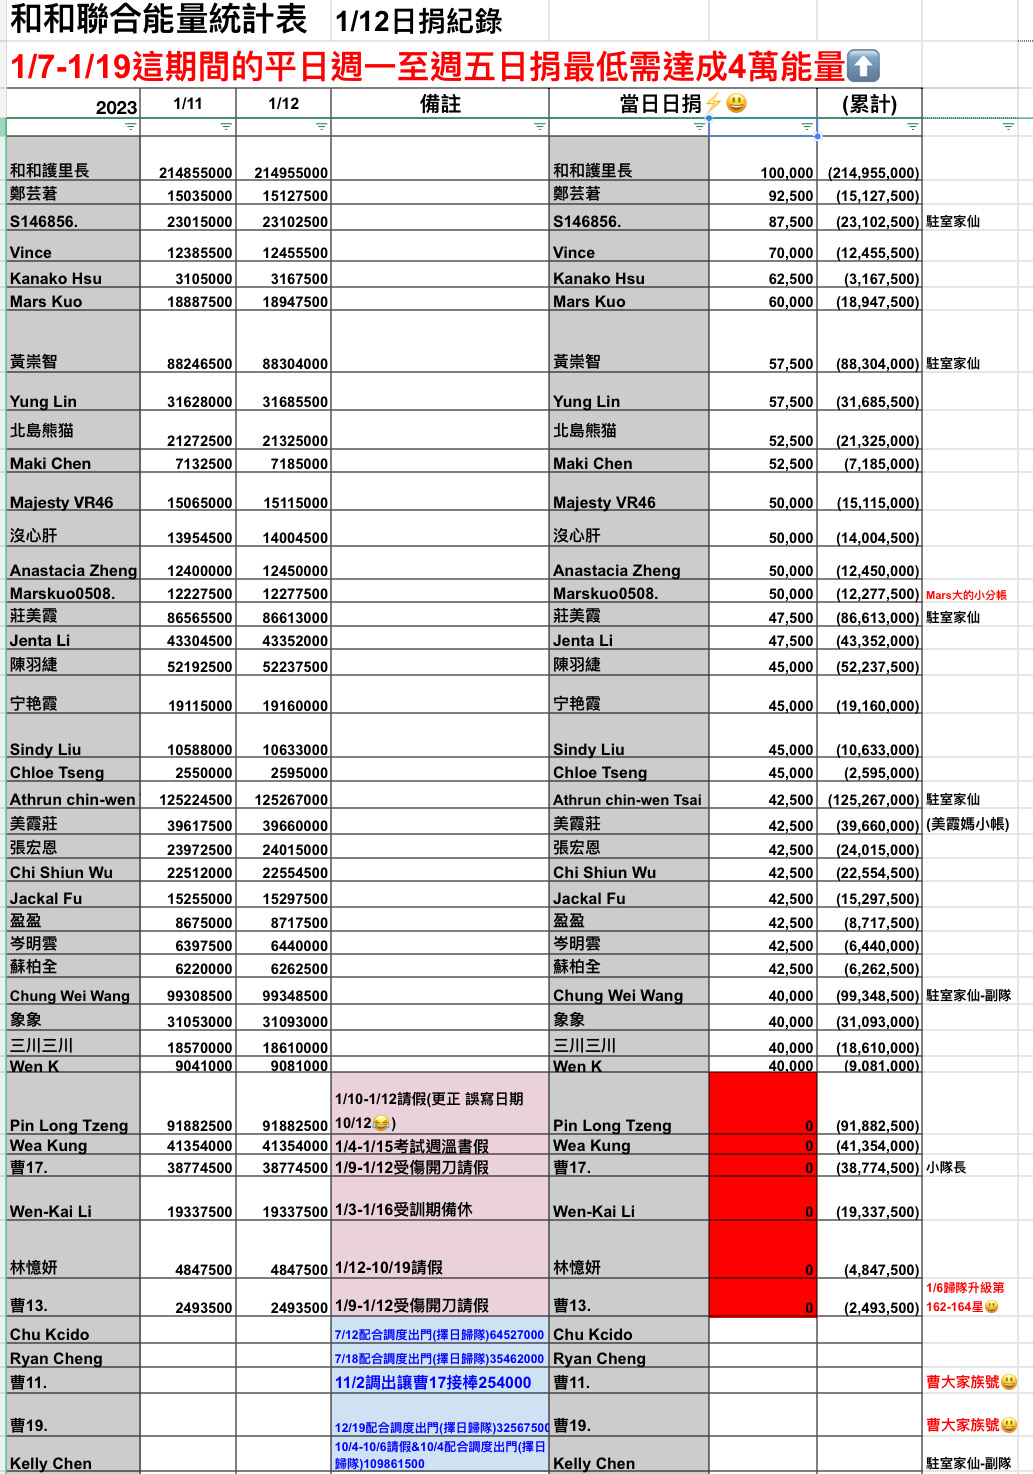 和和聯合能量統計表 1/12日捐紀錄
1/7-1/19這期間的平日週一至週五日捐最低需達成4萬能量⬆️
2023 1/11 1/12 備註 當日日捐⚡😃 (累計)
和和護里長 214855000 214955000 和和護里長 100,000 (214,955,000)
鄭芸莙 15035000 15127500 鄭芸莙 92,500 (15,127,500)
S146856. 23015000 23102500 S146856. 87,500 (23,102,500) 駐室家仙
Vince 12385500 12455500 Vince 70,000 (12,455,500)
Kanako Hsu 3105000 3167500 Kanako Hsu 62,500 (3,167,500)
Mars Kuo 18887500 18947500 Mars Kuo 60,000 (18,947,500)
黃崇智 88246500 88304000 黃崇智 57,500 (88,304,000) 駐室家仙
Yung Lin 31628000 31685500 Yung Lin 57,500 (31,685,500)
北島熊猫 21272500 21325000 北島熊猫 52,500 (21,325,000)
Maki Chen 7132500 7185000 Maki Chen 52,500 (7,185,000)
Majesty VR46 15065000 15115000 Majesty VR46 50,000 (15,115,000)
沒心肝 13954500 14004500 沒心肝 50,000 (14,004,500)
Anastacia Zheng 12400000 12450000 Anastacia Zheng 50,000 (12,450,000)
Marskuo0508. 12227500 12277500 Marskuo0508. 50,000 (12,277,500) Mars大的小分帳
莊美霞 86565500 86613000 莊美霞 47,500 (86,613,000) 駐室家仙
Jenta Li 43304500 43352000 Jenta Li 47,500 (43,352,000)
陳羽緁 52192500 52237500 陳羽緁 45,000 (52,237,500)
宁艳霞 19115000 19160000 宁艳霞 45,000 (19,160,000)
Sindy Liu 10588000 10633000 Sindy Liu 45,000 (10,633,000)
Chloe Tseng 2550000 2595000 Chloe Tseng 45,000 (2,595,000)
Athrun chin-wen 125224500 125267000 Athrun chin-wen Tsai 42,500 (125,267,000) 駐室家仙
美霞莊 39617500 39660000 美霞莊 42,500 (39,660,000) (美霞媽小帳)
張宏恩 23972500 24015000 張宏恩 42,500 (24,015,000)
Chi Shiun Wu 22512000 22554500 Chi Shiun Wu 42,500 (22,554,500)
Jackal Fu 15255000 15297500 Jackal Fu 42,500 (15,297,500)
盈盈 8675000 8717500 盈盈 42,500 (8,717,500)
岑明雲 6397500 6440000 岑明雲 42,500 (6,440,000)
蘇柏全 6220000 6262500 蘇柏全 42,500 (6,262,500)
Chung Wei Wang 99308500 99348500 Chung Wei Wang 40,000 (99,348,500) 駐室家仙-副隊
象象 31053000 31093000 象象 40,000 (31,093,000)
三川三川 18570000 18610000 三川三川 40,000 (18,610,000)
Wen K 9041000 9081000 Wen K 40,000 (9,081,000)
Pin Long Tzeng 91882500 91882500 1/10-1/12請假(更正 誤寫日期
10/12😂) Pin Long Tzeng 0 (91,882,500)
Wea Kung 41354000 41354000 1/4-1/15考試週溫書假 Wea Kung 0 (41,354,000)
曹17. 38774500 38774500 1/9-1/12受傷開刀請假 曹17. 0 (38,774,500) 小隊長
Wen-Kai Li 19337500 19337500 1/3-1/16受訓期備休 Wen-Kai Li 0 (19,337,500)
林憶妍 4847500 4847500 1/12-10/19請假 林憶妍 0 (4,847,500)
1/6歸隊升級第
曹13. 2493500 2493500 1/9-1/12受傷開刀請假 曹13. 0 (2,493,500) 162-164星😃
Chu Kcido 7/12配合調度出門(擇日歸隊)64527000 Chu Kcido
Ryan Cheng 7/18配合調度出門(擇日歸隊)35462000 Ryan Cheng
曹11. 11/2調出讓曹17接棒254000 曹11. 曹大家族號😃
曹19. 12/19配合調度出門(擇日歸隊)32567500 曹19. 曹大家族號😃
10/4-10/6請假&10/4配合調度出門(擇日
Kelly Chen 歸隊)109861500 Kelly Chen 駐室家仙-副隊